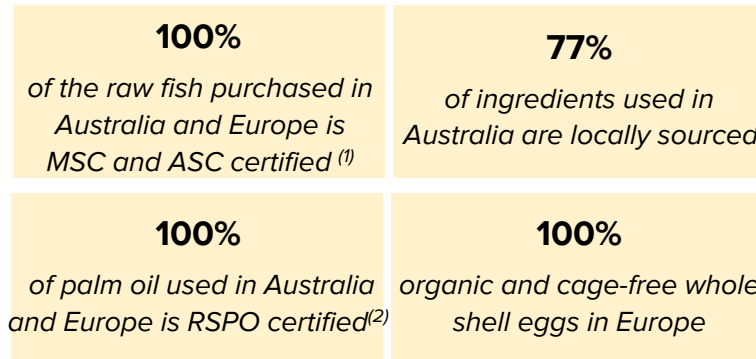 100%
of the raw fish purchased in
Australia and Europe is
MSC and ASC certified (1)
77%
of ingredients used in
Australia are locally sourced
100%
of palm oil used in Australia
and Europe is RSPO certified(2)
100%
organic and cage-free whole
shell eggs in Europe